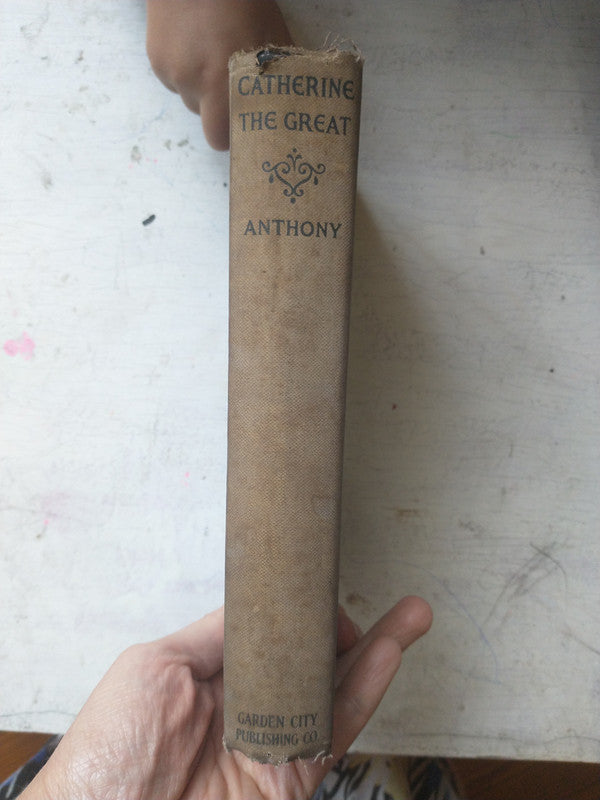 CATHERINE
THE GREAT
ANTHONY
GARDEN CITY
PUBLISHING CO.